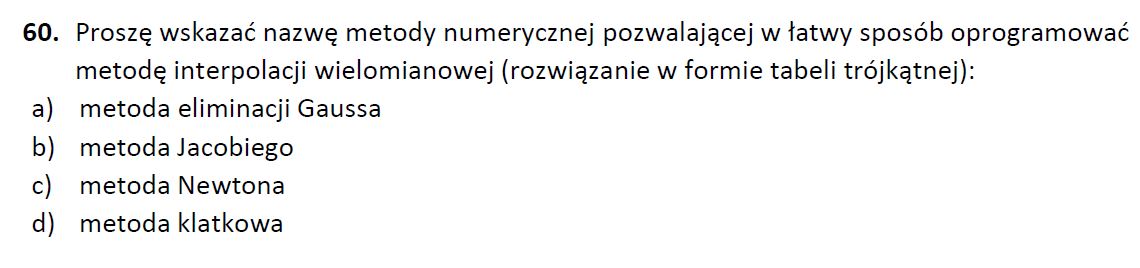 60. Proszę wskazać nazwę metody numerycznej pozwalającej w łatwy sposób oprogramować
metodę interpolacji wielomianowej (rozwiązanie w formie tabeli trójkątnej):
a) metoda eliminacji Gaussa
b) metoda Jacobiego
c) metoda Newtona
d) metoda klatkowa